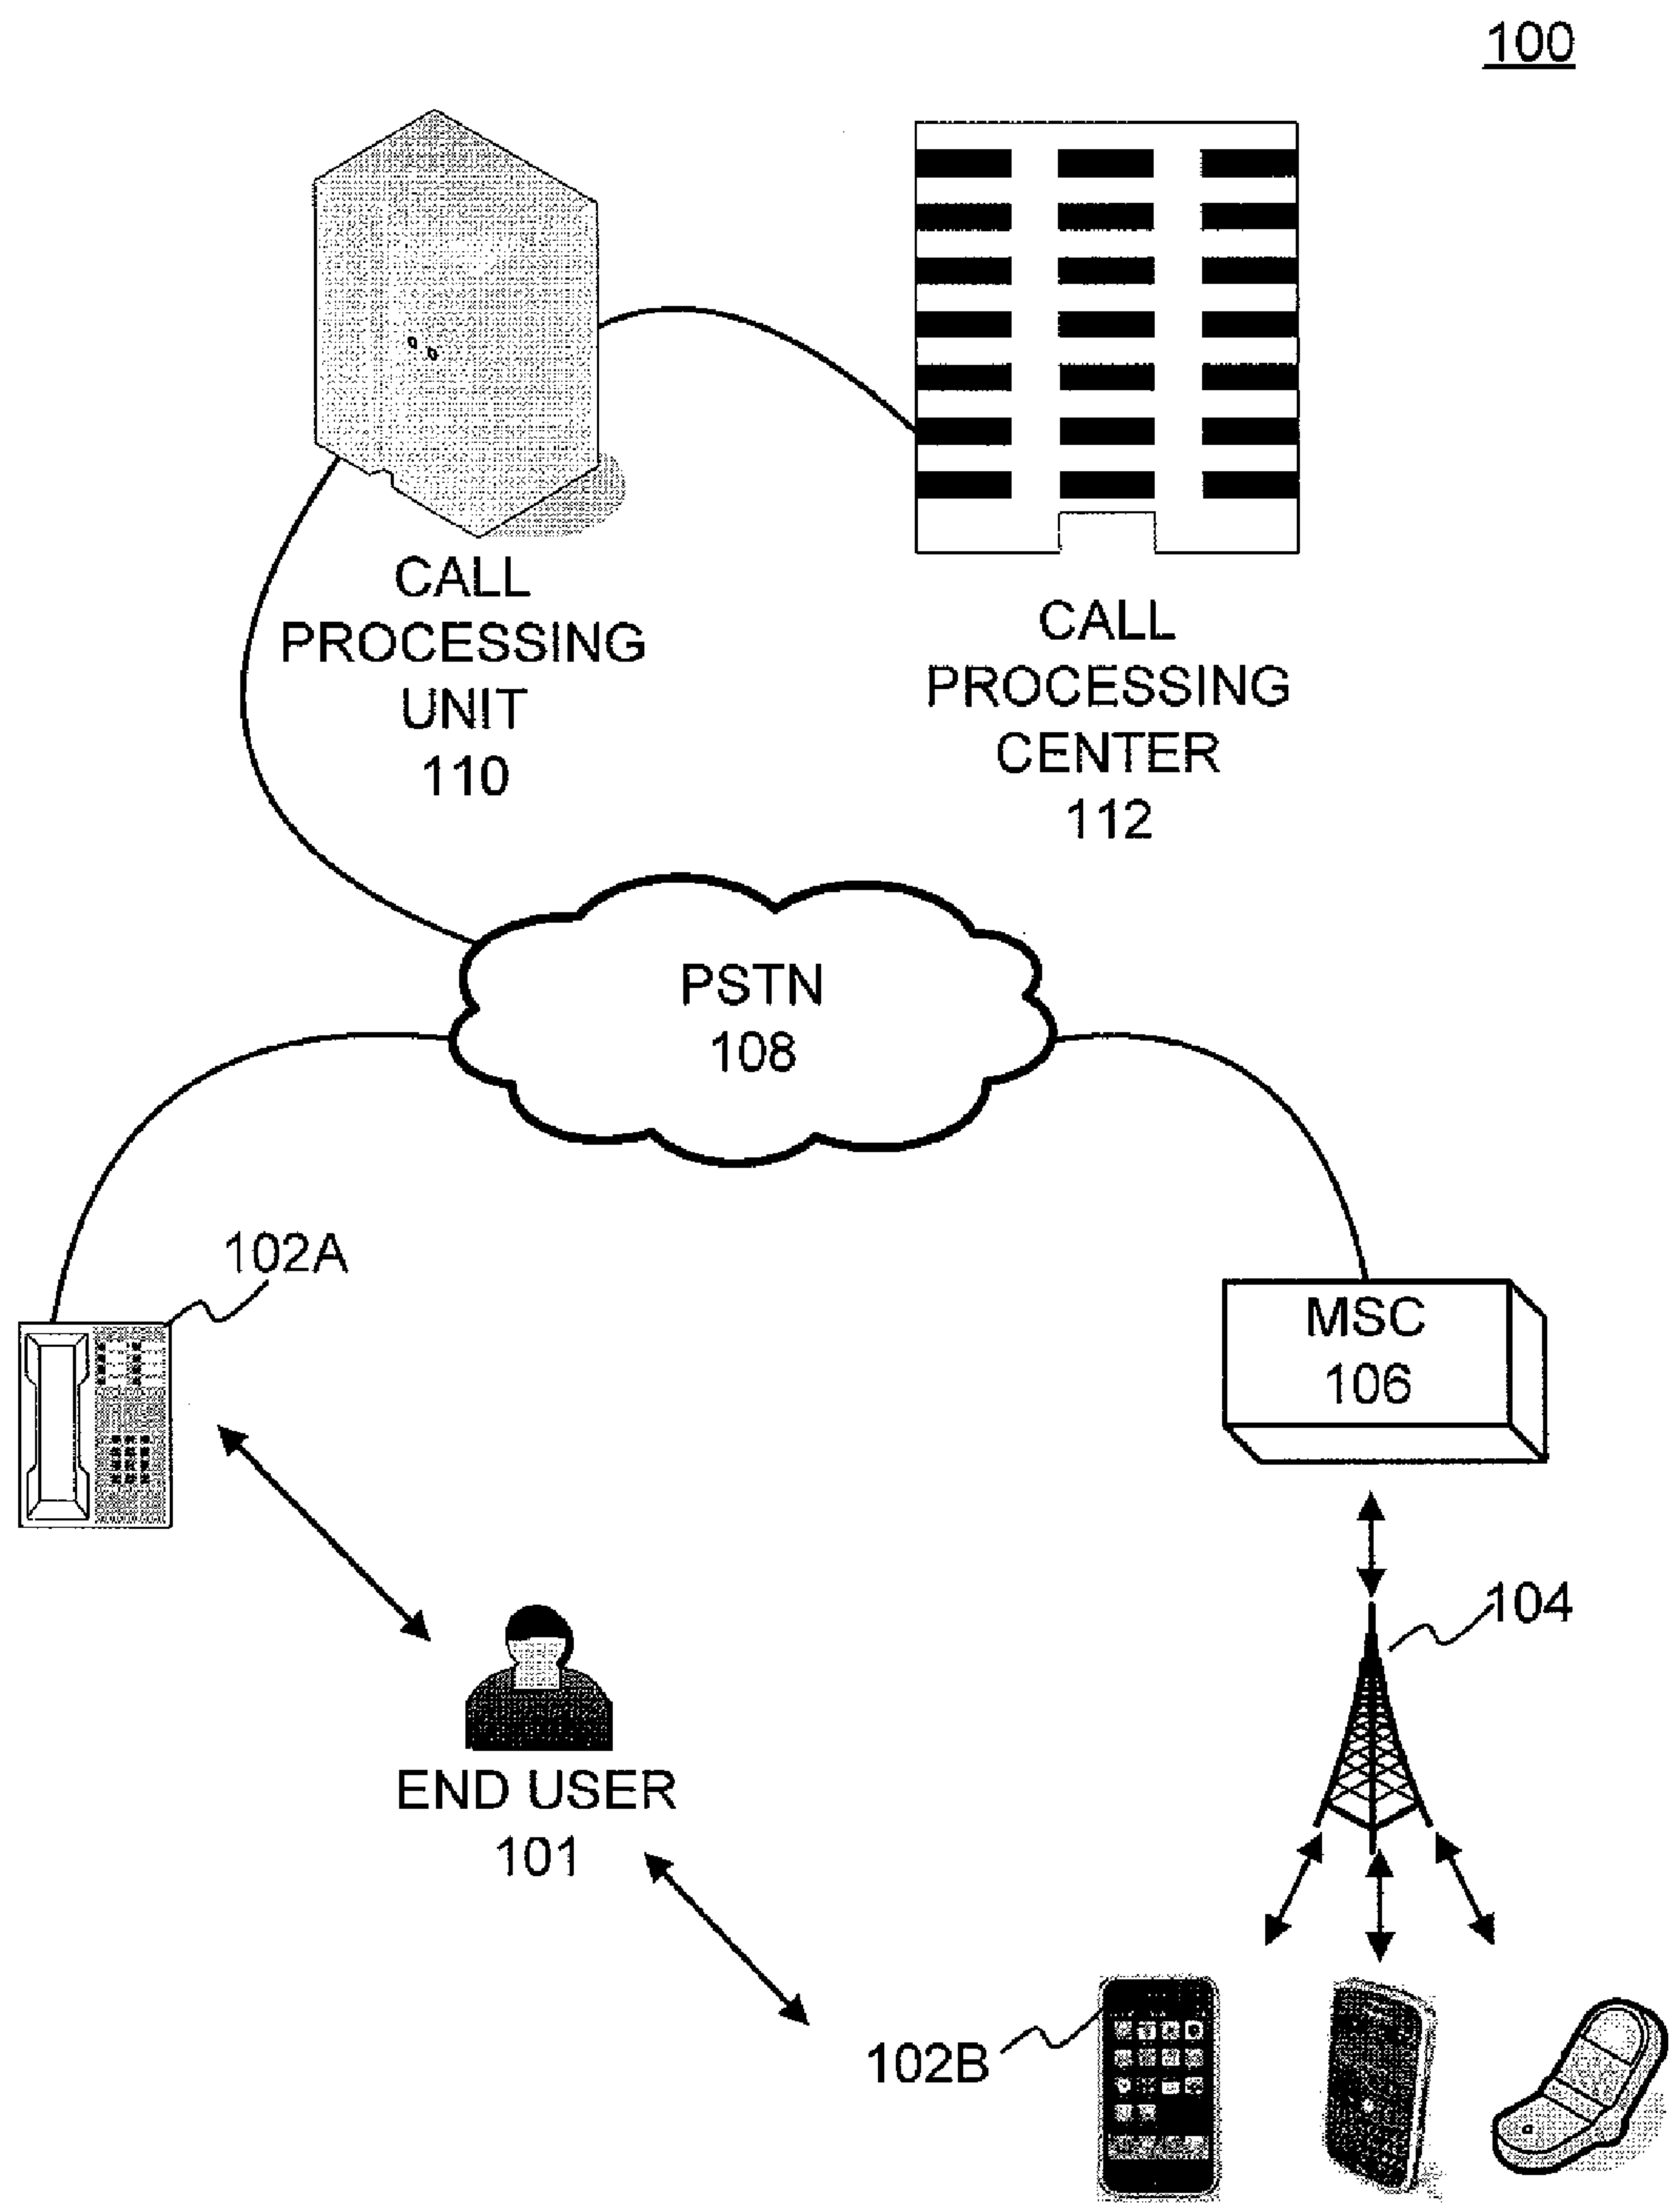 100
CALL
PROCESSING
UNIT
110
CALL
PROCESSING
CENTER
112
PSTN
108
102A
MSC
106
104
END USER
101
102B